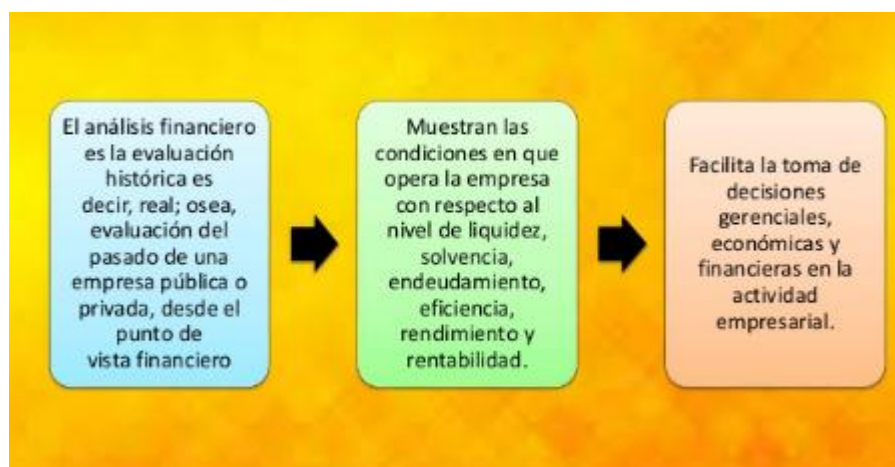 El análisis financiero
es la evaluación
histórica es
decir, real; osea,
evaluación del
pasado de una
empresa pública o
privada, desde el
punto de
vista financiero
Muestran las
condiciones en que
opera la empresa
con respecto al
nivel de liquidez,
solvencia,
endeudamiento,
eficiencia,
rendimiento y
rentabilidad.
Facilita la toma de
decisiones
gerenciales,
económicas y
financieras en la
actividad
empresarial.